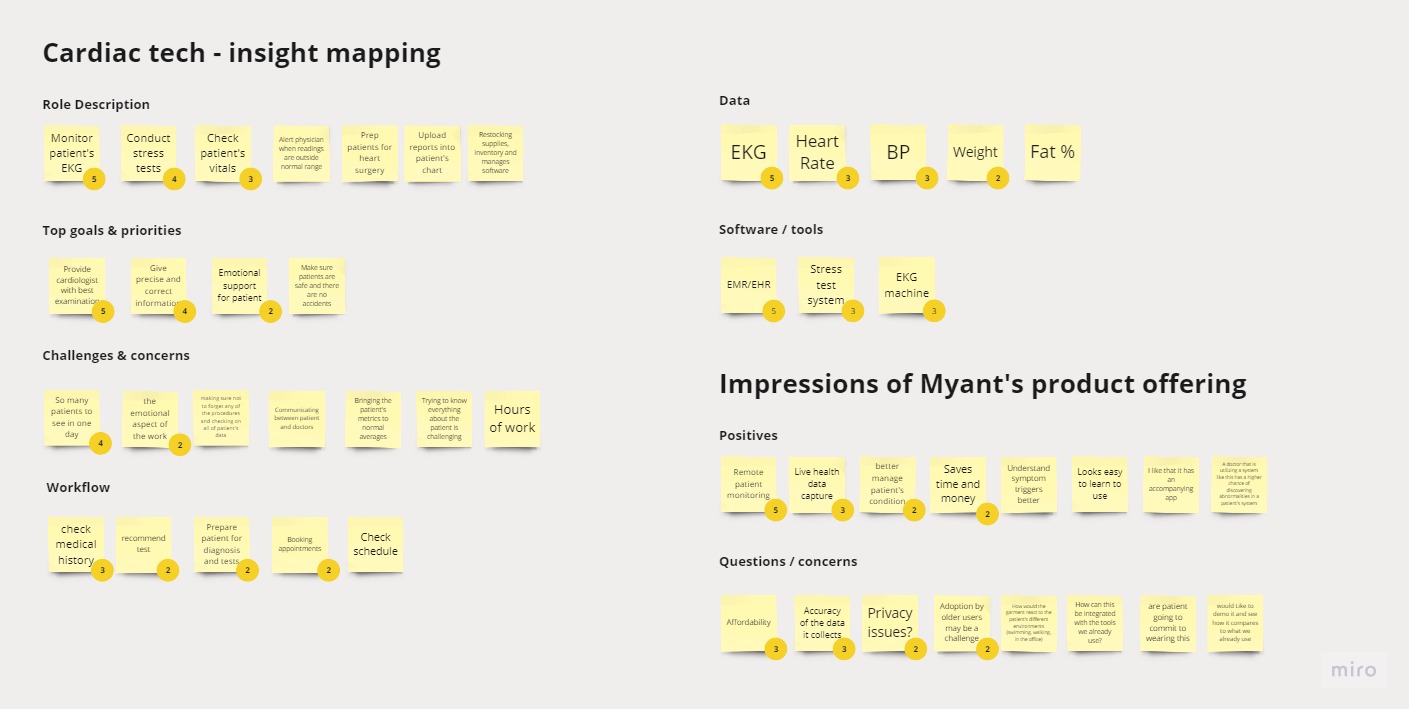 Cardiac tech - insight mapping
Role Description
Monitor
patient's
EKG
5
Conduct
stress
tests
4
Check
patient's
vitals
3
Alert physician
when readings
are outside
normal range
Prep
patients for
heart
surgery
Upload
reports into
patient's
chart
Restocking
supplies,
inventory and
manages
software
Top goals & priorities
Provide
cardiologist
with best
examination
5
Give
precise and
correct
information
4
Emotional
support
for patient
2
Make sure
patients are
safe and there
are no
accidents
Challenges & concerns
So many
patients to
see in one
day
4
the
emotional
aspect of
the work
2
making sure not
to forget any of
the procedures
and checking on
all of patient's
data
Communicating
between patient
and doctors
Bringing the
patient's
metrics to
normal
averages
Trying to know
everything
about the
patient is
challenging
Hours
of work
Workflow
check
medical
history
3
recommend
test
2
Prepare
patient for
diagnosis
and tests
2
Booking
appointments
2
Check
schedule
Data
EKG
5
Heart
Rate
3
BP
3
Weight
2
Fat %
Software / tools
EMR/EHR
5
Stress
test
system
3
EKG
machine
3
Impressions of Myant's product offering
Positives
Remote
patient
monitoring
5
Live health
data
capture
3
better
manage
patient's
condition
2
Saves
time and
money
2
Understand
symptom
triggers
better
Looks easy
to learn to
use
I like that it has
an
accompanying
app
A doctor that is
utilizing a system
like this has a higher
chance of
discovering
abnormalities in a
patient's system
Questions / concerns
Affordability
3
Accuracy
of the data
it collects
3
Privacy
issues?
2
Adoption by
older users
may be a
challenge
2
How would the
garment react to the
patient's different
environments
(swimming, walking,
in the office)
How can this
be integrated
with the tools
we already
use?
are patient
going to
commit to
wearing this
would Like to
demo it and see
how it compares
to what we
already use
miro